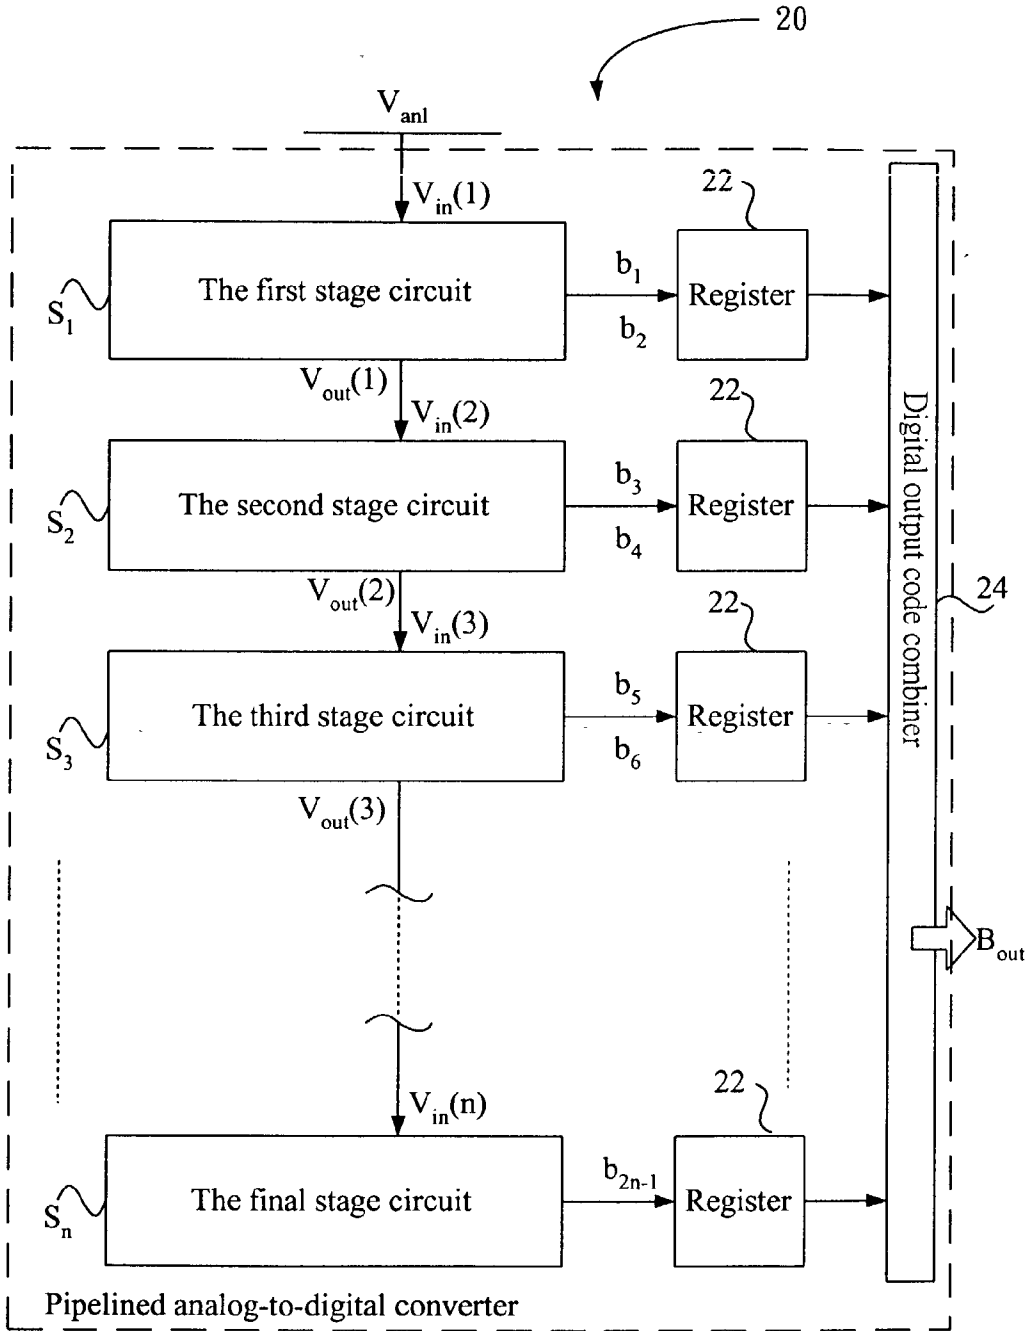 20
V_anl
V_in(1)
22
The first stage circuit
b_1
b_2
Register
S_1
V_out(1)
V_in(2)
22
The second stage circuit
b_3
b_4
Register
S_2
Digital output code combiner
24
V_out(2)
V_in(3)
22
The third stage circuit
b_5
b_6
Register
S_3
V_out(3)
B_out
V_in(n)
22
The final stage circuit
b_2n-1
Register
S_n
Pipelined analog-to-digital converter